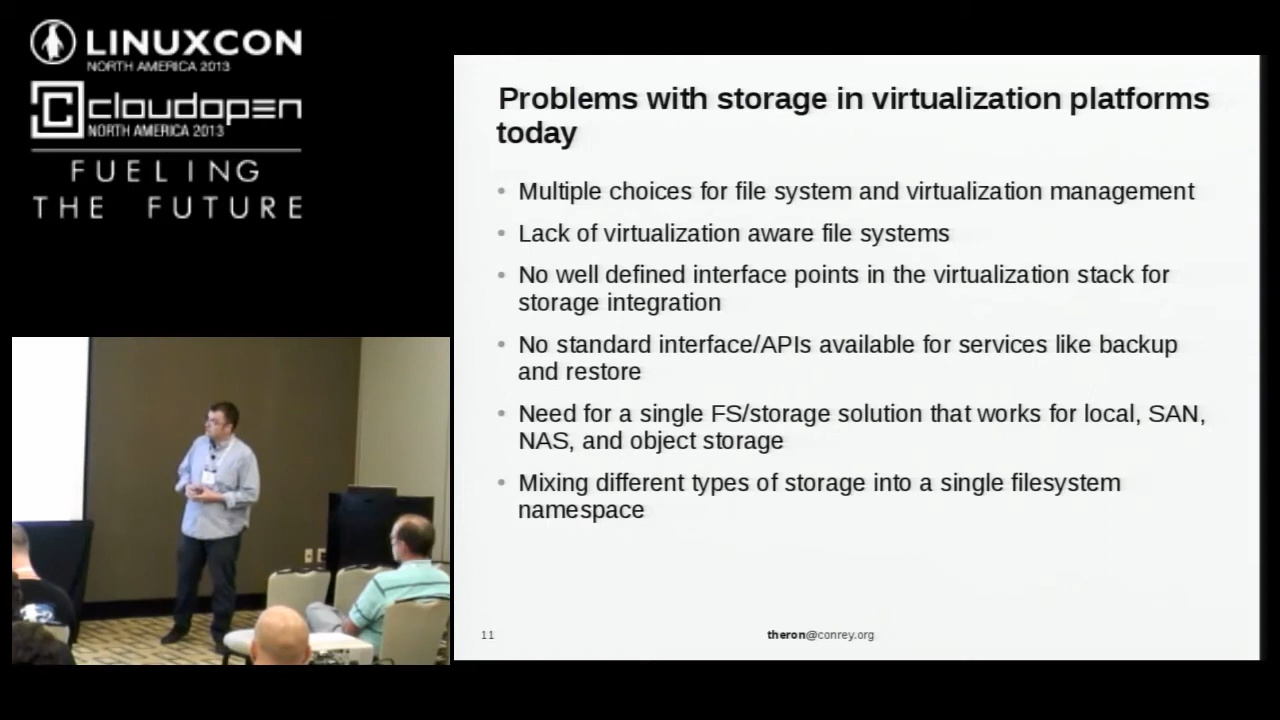 LINUXCON
NORTH AMERICA 2013
cloudopen
NORTH AMERICA 2013
FUELING
THE FUTURE
Problems with storage in virtualization platforms
today
• Multiple choices for file system and virtualization management
• Lack of virtualization aware file systems
• No well defined interface points in the virtualization stack for
storage integration
• No standard interface/APIs available for services like backup
and restore
• Need for a single FS/storage solution that works for local, SAN,
NAS, and object storage
• Mixing different types of storage into a single filesystem
namespace
11
theron@conrey.org